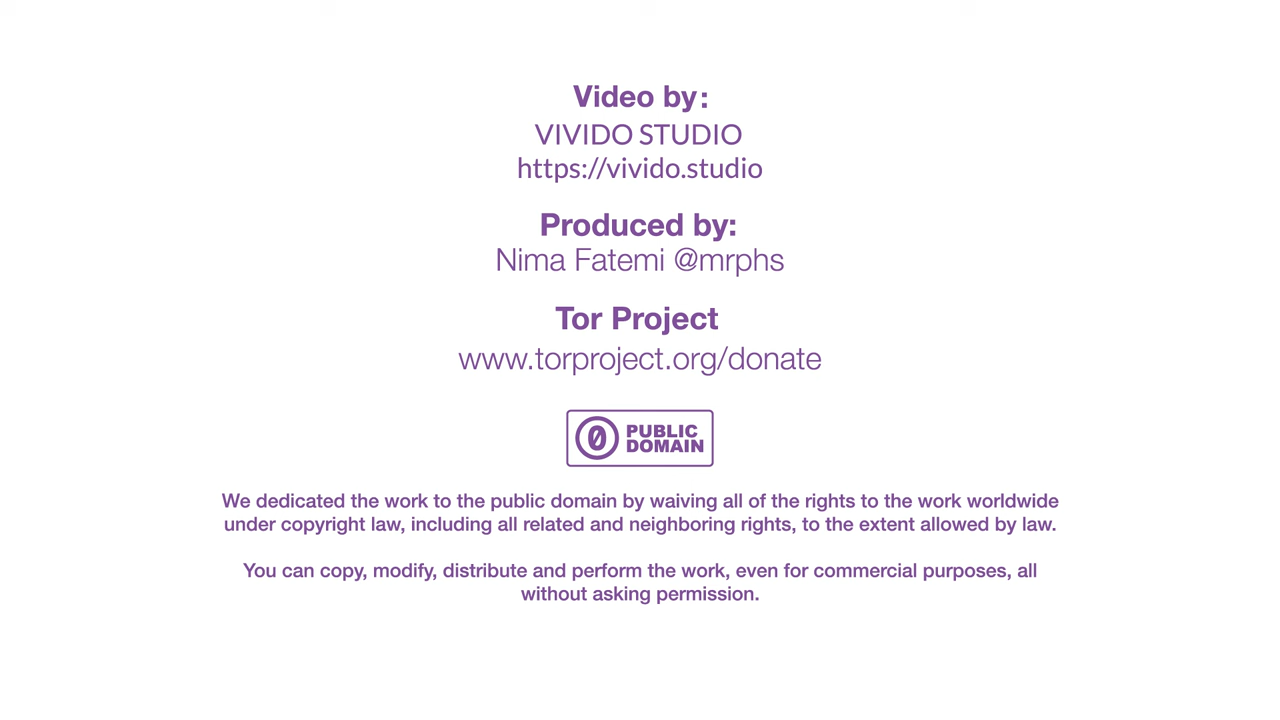 Video by:
VIVIDO STUDIO
https://vivido.studio
Produced by:
Nima Fatemi @mrphs
Tor Project
www.torproject.org/donate
0 PUBLIC
DOMAIN
We dedicated the work to the public domain by waiving all of the rights to the work worldwide
under copyright law, including all related and neighboring rights, to the extent allowed by law.
You can copy, modify, distribute and perform the work, even for commercial purposes, all
without asking permission.